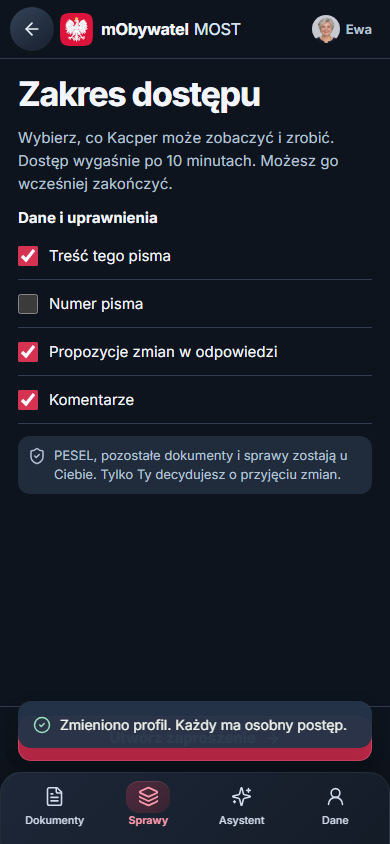 mObywatel MOST
Ewa
Zakres dostępu
Wybierz, co Kacper może zobaczyć i zrobić.
Dostęp wygaśnie po 10 minutach. Możesz go
wcześniej zakończyć.
Dane i uprawnienia
Treść tego pisma
Numer pisma
Propozycje zmian w odpowiedzi
Komentarze
PESEL, pozostałe dokumenty i sprawy zostają u
Ciebie. Tylko Ty decydujesz o przyjęciu zmian.
Zmieniono profil. Każdy ma osobny postęp.
Utwórz zaproszenie
Dokumenty
Sprawy
Asystent
Dane